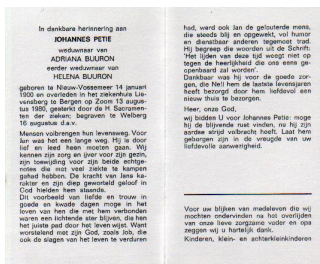 In dankbare herinnering aan
JOHANNES PETIE
weduwnaar van
ADRIANA BUURON
eerder weduwnaar van
HELENA BUURON
geboren te Nieuw-Vossemeer 14 januari
1900 en overleden in het ziekenhuis Lie-
vensberg te Bergen op Zoom 13 augus-
tus 1980, gesterkt door de H. Sacramen-
ten der zieken; begraven te Welberg
16 augustus d.a.v.
Mensen volbrengen hun levensweg. Voor
Jan was het een lange weg. Hij is door
lief en leed heen moeten gaan. Wij
kennen zijn zorg en ijver voor zijn gezin,
zijn toewijding voor zijn beide echtge-
notes die met veel ziekte te kampen
gehad hebben. De kracht van Jans ka-
rakter en zijn diep geworteld geloof in
God hielden hem staande.
Dit voorbeeld van liefde en trouw in
goede en kwade dagen moge in het
leven van hen die met hem verbonden
waren een lichtende ster blijven, die hen
het juiste pad door het leven wijst. Want
worstelend met zijn God, zoals Job, die
ook de slagen van het leven te verduren
had, werd ook Jan de gelouterde mens,
die steeds blij en opgewekt, vol humor
en dienstbaar anderen tegemoet trad.
Hij begreep die woorden uit de Schrift:
'Het lijden van deze tijd weegt niet op
tegen de heerlijkheid die ons eens ge-
openbaard zal worden'.
Dankbaar was hij voor de goede zor-
gen, die Nell hem de laatste levensjaren
heeft bezorgd door hem liefdevol een
nieuw thuis te bezorgen.
Heer, onze God,
wij bidden U voor Johannes Petie: moge
hij de blijvende rust vinden, nu hij zijn
aardse strijd volbracht heeft. Laat hem
geborgen zijn in de vreugde van uw
liefdevolle aanwezigheid.
Voor uw blijken van medeleven die wij
mochten ondervinden na het overlijden
van onze lieve zorgzame vader en opa
zeggen wij u hartelijk dank.
Kinderen, klein- en achterkleinkinderen